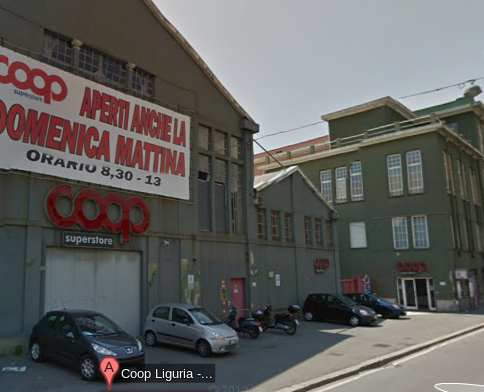 coop
superstore
APERTI ANCHE LA
DOMENICA MATTINA
ORARIO 8,30 - 13
coop
superstore
coop
coop
A
Coop Liguria -...